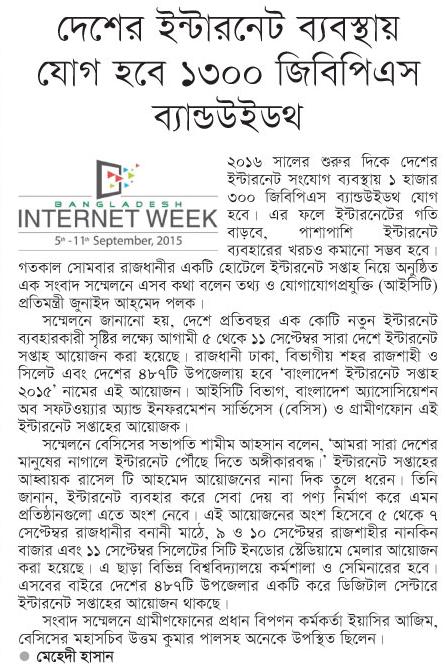 দেশের ইন্টারনেট ব্যবস্থায়
যোগ হবে ১৩০০ জিবিপিএস
ব্যান্ডউইডথ
BANGLADESH
INTERNET WEEK
5th -11th September, 2015
২০১৬ সালের শুরুর দিকে দেশের
ইন্টারনেট সংযোগ ব্যবস্থায় ১ হাজার
৩০০ জিবিপিএস ব্যান্ডউইডথ যোগ
হবে। এর ফলে ইন্টারনেটের গতি
বাড়বে, পাশাপাশি ইন্টারনেট
ব্যবহারের খরচও কমানো সম্ভব হবে।
গতকাল সোমবার রাজধানীর একটি হোটেলে ইন্টারনেট সপ্তাহ নিয়ে অনুষ্ঠিত
এক সংবাদ সম্মেলনে এসব কথা বলেন তথ্য ও যোগাযোগপ্রযুক্তি (আইসিটি)
প্রতিমন্ত্রী জুনাইদ আহ্‌মেদ পলক।
সম্মেলনে জানানো হয়, দেশে প্রতিবছর এক কোটি নতুন ইন্টারনেট
ব্যবহারকারী সৃষ্টির লক্ষ্যে আগামী ৫ থেকে ১১ সেপ্টেম্বর সারা দেশে ইন্টারনেট
সপ্তাহ আয়োজন করা হয়েছে। রাজধানী ঢাকা, বিভাগীয় শহর রাজশাহী ও
সিলেট এবং দেশের ৪৮৭টি উপজেলায় হবে ‘বাংলাদেশ ইন্টারনেট সপ্তাহ
২০১৫’ নামের এই আয়োজন। আইসিটি বিভাগ, বাংলাদেশ অ্যাসোসিয়েশন
অব সফটওয়্যার অ্যান্ড ইনফরমেশন সার্ভিসেস (বেসিস) ও গ্রামীণফোন এই
ইন্টারনেট সপ্তাহের আয়োজক।
সম্মেলনে বেসিসের সভাপতি শামীম আহসান বলেন, ‘আমরা সারা দেশের
মানুষের নাগালে ইন্টারনেট পৌঁছে দিতে অঙ্গীকারবদ্ধ।’ ইন্টারনেট সপ্তাহের
আহ্বায়ক রাসেল টি আহমেদ আয়োজনের নানা দিক তুলে ধরেন। তিনি
জানান, ইন্টারনেট ব্যবহার করে সেবা দেয় বা পণ্য নির্মাণ করে এমন
প্রতিষ্ঠানগুলো এতে অংশ নেবে। এই আয়োজনের অংশ হিসেবে ৫ থেকে ৭
সেপ্টেম্বর রাজধানীর বনানী মাঠে, ৯ ও ১০ সেপ্টেম্বর রাজশাহীর নানকিন
বাজার এবং ১১ সেপ্টেম্বর সিলেটের সিটি ইনডোর স্টেডিয়ামে মেলার আয়োজন
করা হয়েছে। এ ছাড়া বিভিন্ন বিশ্ববিদ্যালয়ে কর্মশালা ও সেমিনারের হবে।
এসবের বাইরে দেশের ৪৮৭টি উপজেলার একটি করে ডিজিটাল সেন্টারে
ইন্টারনেট সপ্তাহের আয়োজন থাকছে।
সংবাদ সম্মেলনে গ্রামীণফোনের প্রধান বিপণন কর্মকর্তা ইয়াসির আজিম,
বেসিসের মহাসচিব উত্তম কুমার পালসহ অনেকে উপস্থিত ছিলেন।
● মেহেদী হাসান